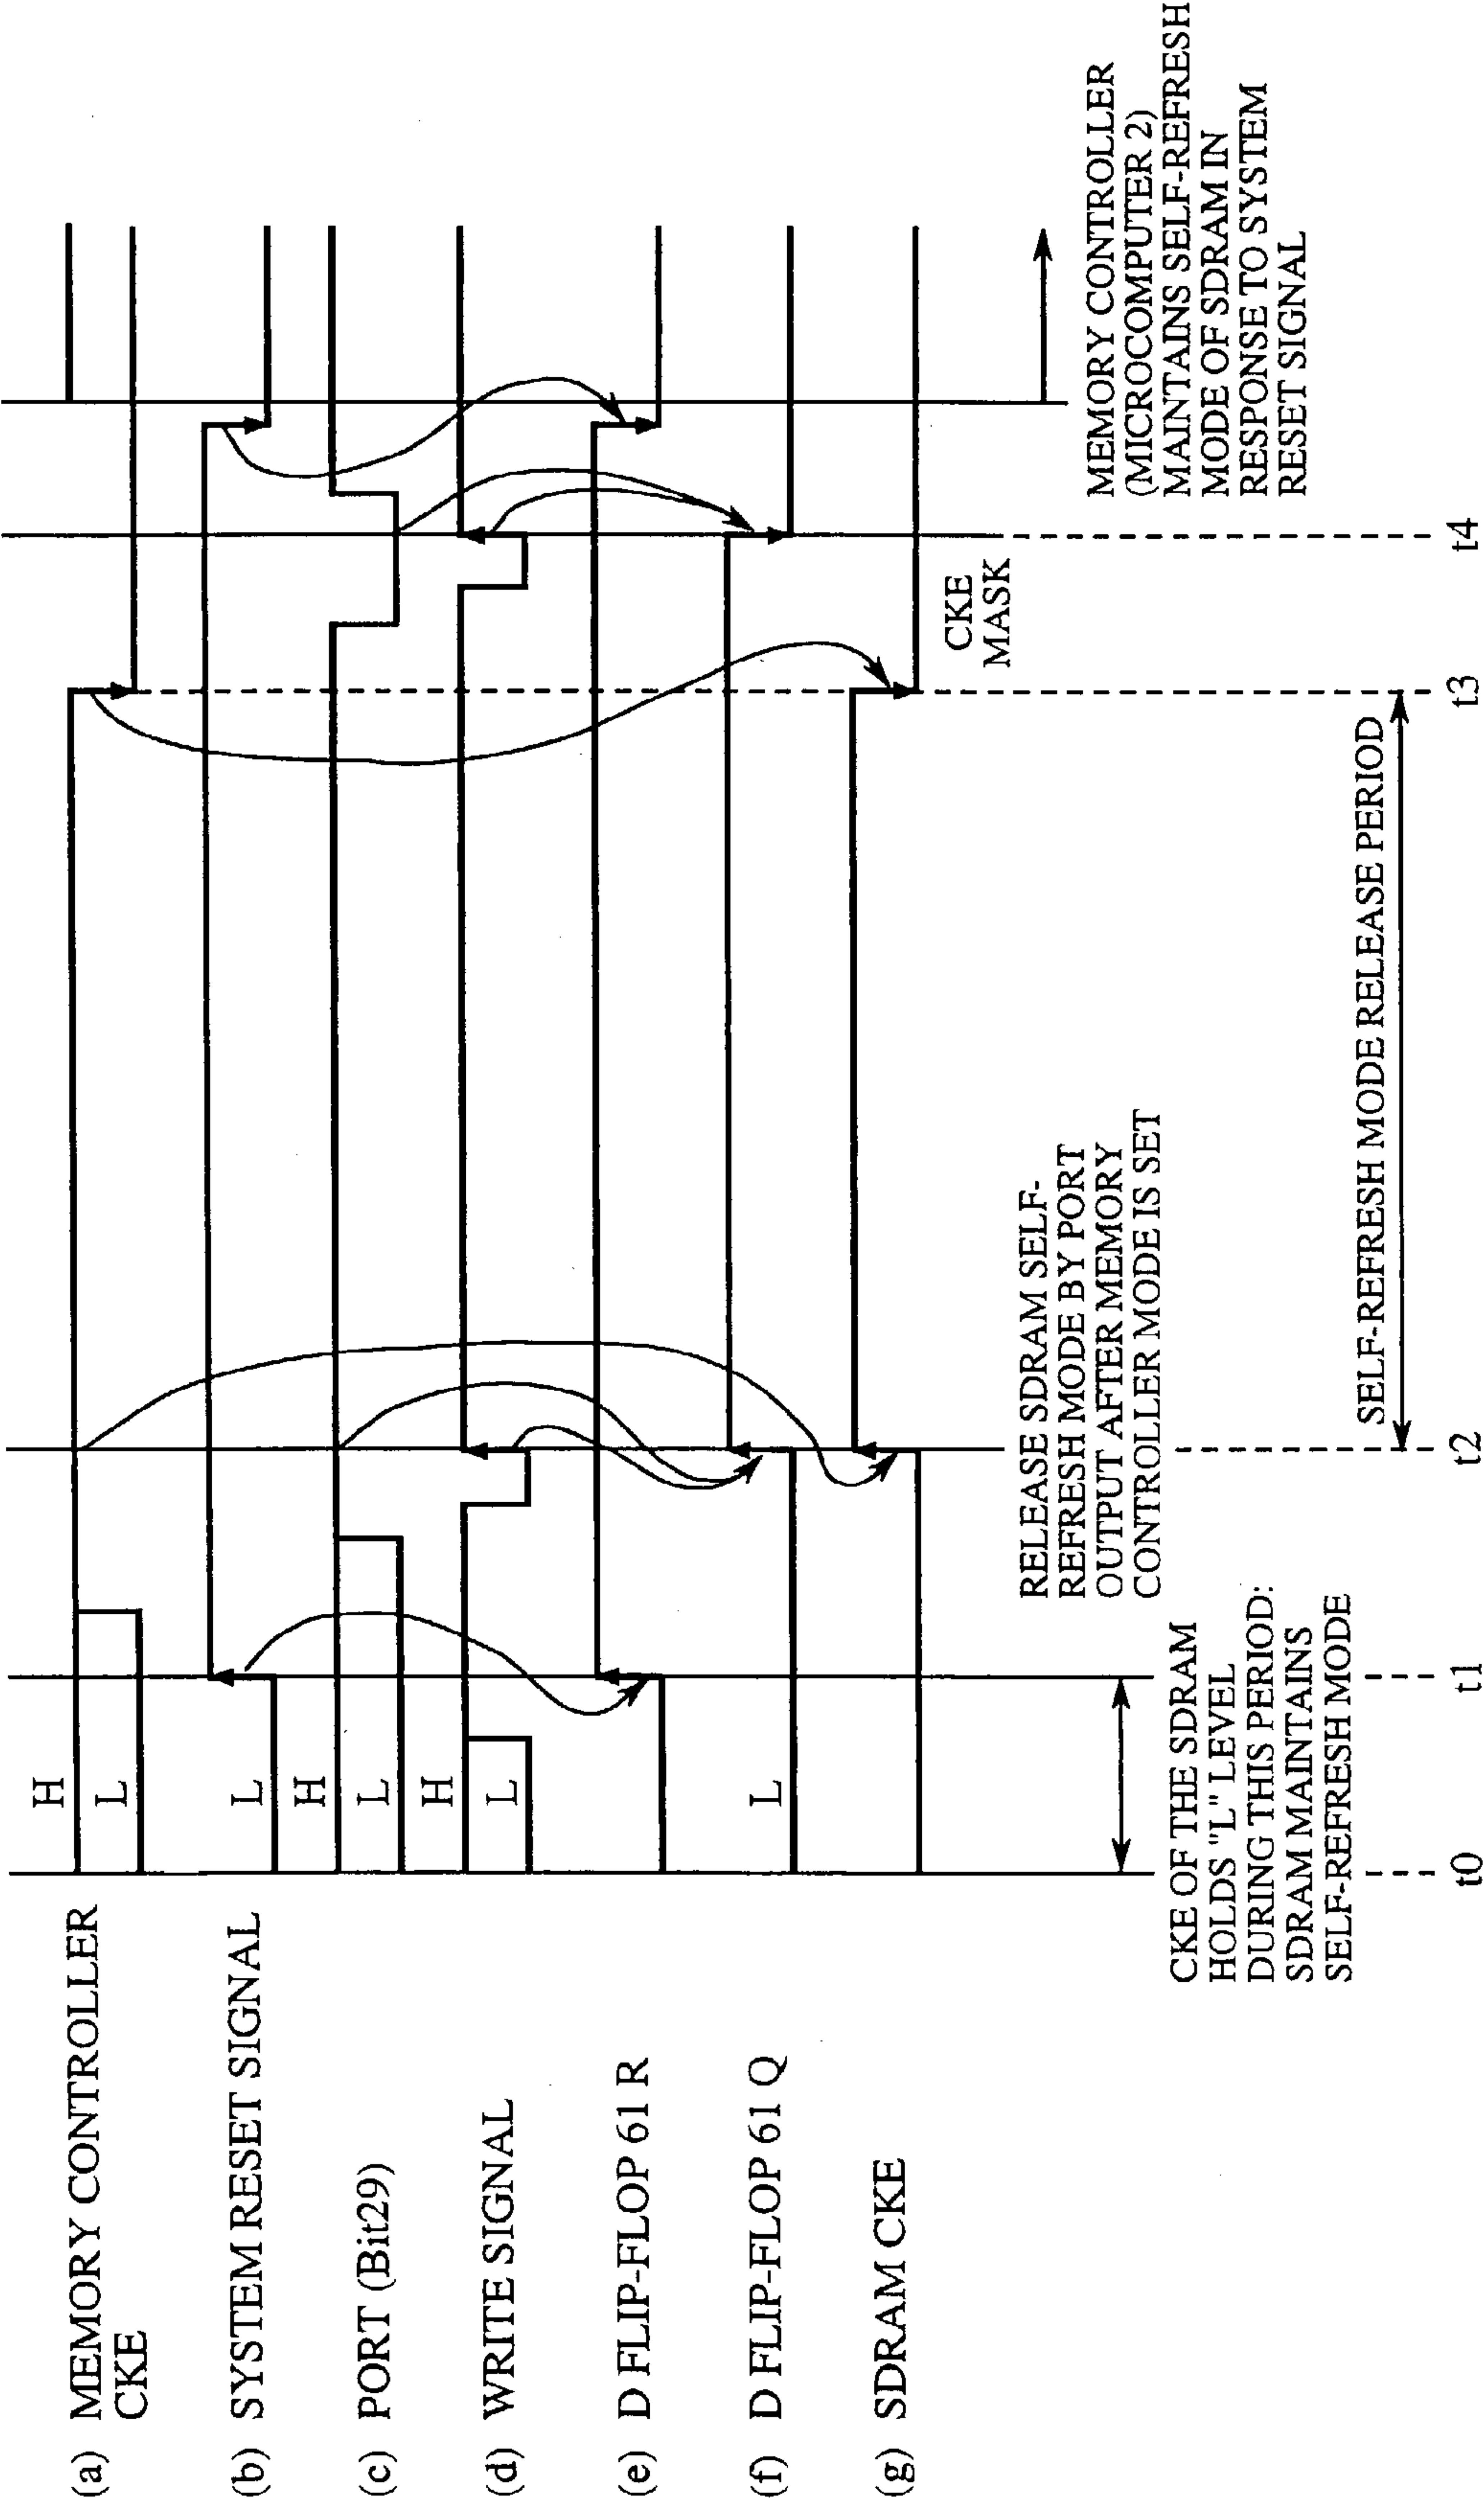 (a) MEMORY CONTROLLER
CKE
H
L
(b) SYSTEM RESET SIGNAL
L
(c) PORT (Bit29)
H
L
(d) WRITE SIGNAL
H
L
(e) D FLIP-FLOP 61 R
(f) D FLIP-FLOP 61 Q
L
(g) SDRAM CKE
CKE
MASK
CKE OF THE SDRAM
HOLDS "L" LEVEL
DURING THIS PERIOD:
SDRAM MAINTAINS
SELF-REFRESH MODE
RELEASE SDRAM SELF-
REFRESH MODE BY PORT
OUTPUT AFTER MEMORY
CONTROLLER MODE IS SET
MEMORY CONTROLLER
(MICROCOMPUTER 2)
MAINTAINS SELF-REFRESH
MODE OF SDRAM IN
RESPONSE TO SYSTEM
RESET SIGNAL
SELF-REFRESH MODE RELEASE PERIOD
t0
t1
t2
t3
t4